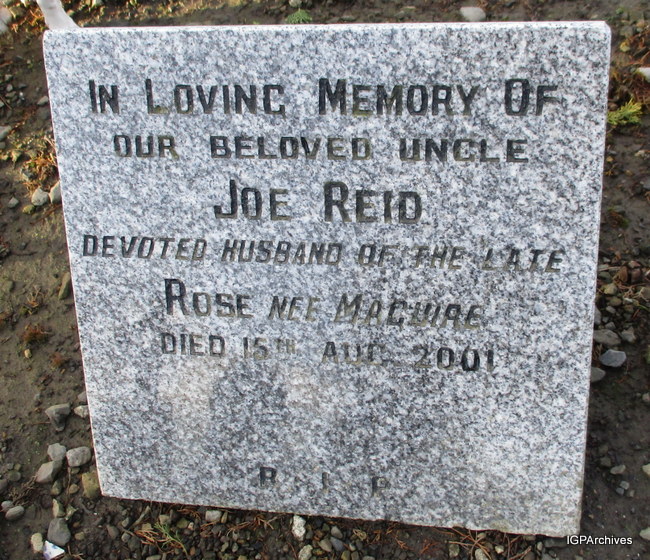 IN LOVING MEMORY OF
OUR BELOVED UNCLE
JOE REID
DEVOTED HUSBAND OF THE LATE
ROSE NEE MAGUIRE
DIED 15TH AUG. 2001
R I P
IGPArchives